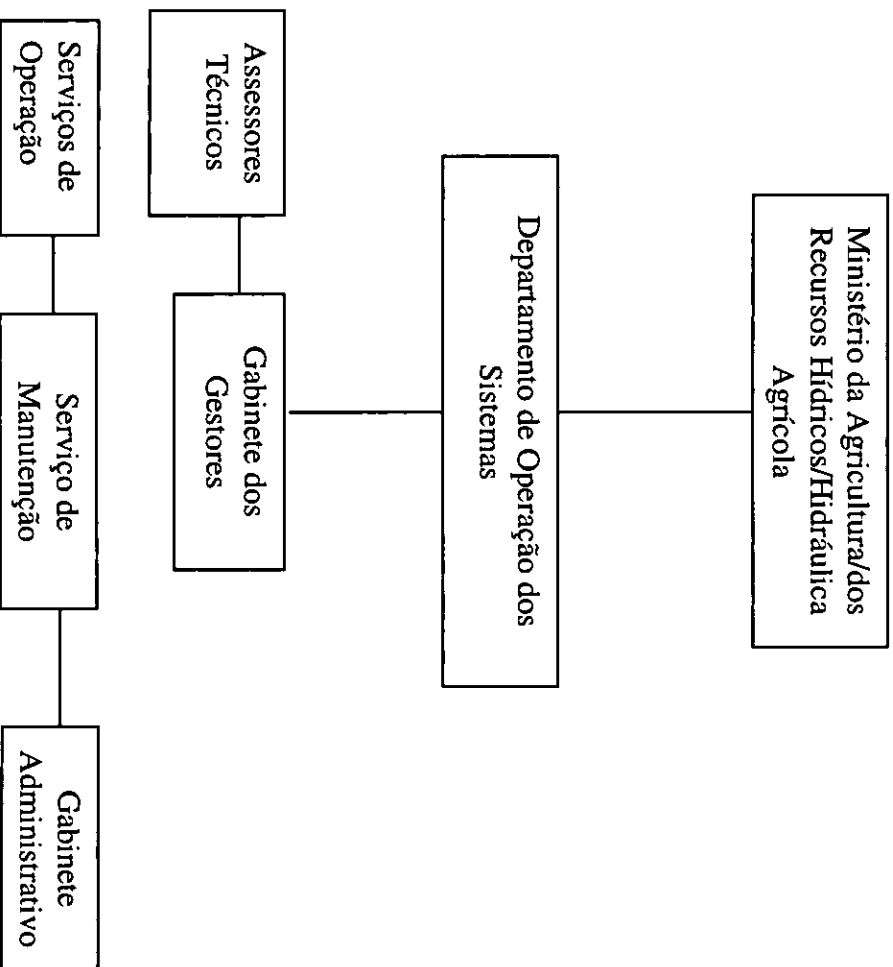 Ministério da Agricultura/dos
Recursos Hídricos/Hidráulica
Agrícola
Departamento de Operação dos
Sistemas
Assessores
Técnicos
Gabinete dos
Gestores
Serviços de
Operação
Serviço de
Manutenção
Gabinete
Administrativo